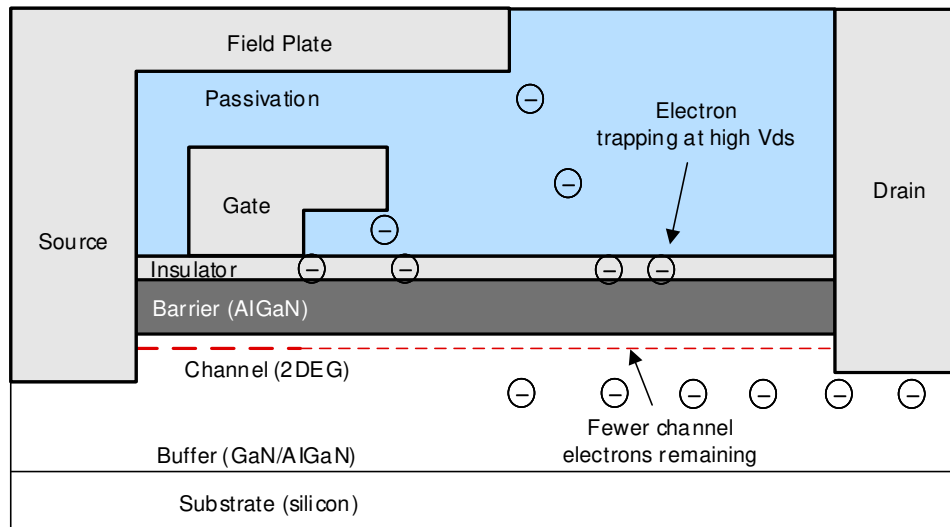 Field Plate
Passivation
Electron
trapping at high Vds
Gate
Drain
Source
Insulator
Barrier (AlGaN)
Channel (2DEG)
Fewer channel
electrons remaining
Buffer (GaN/AlGaN)
Substrate (silicon)